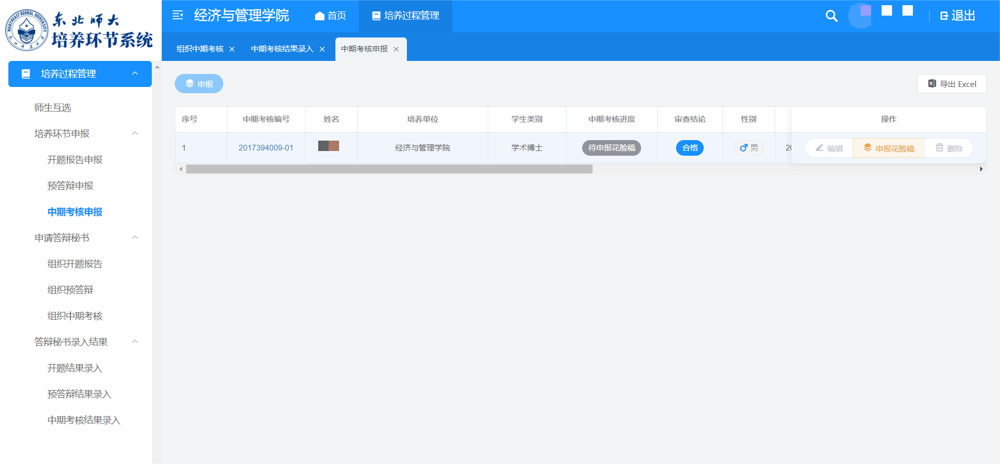 东北师大
培养环节系统
NORTHEAST NORMAL UNIVERSITY
1946
经济与管理学院
首页
培养过程管理
退出
组织中期考核
中期考核结果录入
中期考核申报
培养过程管理
师生互选
培养环节申报
开题报告申报
预答辩申报
中期考核申报
申请答辩秘书
组织开题报告
组织预答辩
组织中期考核
答辩秘书录入结果
开题结果录入
预答辩结果录入
中期考核结果录入
申报
导出 Excel
序号 中期考核编号 姓名 培养单位 学生类别 中期考核进度 审查结论 性别 操作
1 2017394009-01 经济与管理学院 学术博士 待申报花脸稿 合格 男 20 编辑 申报花脸稿 删除